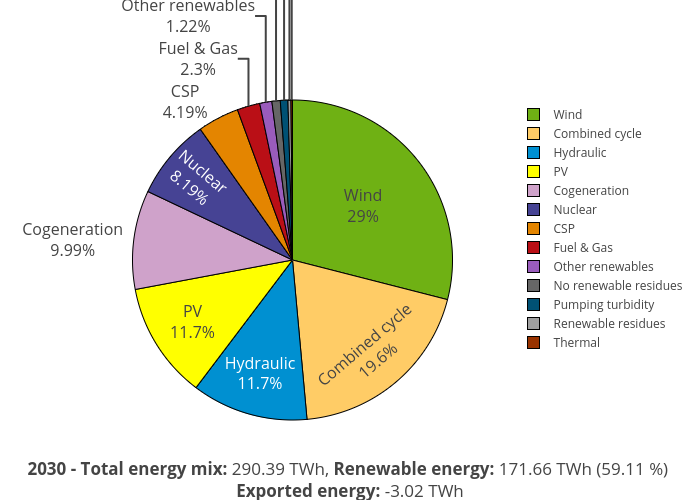 Other renewables
1.22%
Fuel & Gas
2.3%
CSP
4.19%
Nuclear
8.19%
Cogeneration
9.99%
PV
11.7%
Hydraulic
11.7%
Combined cycle
19.6%
Wind
29%
Wind
Combined cycle
Hydraulic
PV
Cogeneration
Nuclear
CSP
Fuel & Gas
Other renewables
No renewable residues
Pumping turbidity
Renewable residues
Thermal
2030 - Total energy mix: 290.39 TWh, Renewable energy: 171.66 TWh (59.11 %)
Exported energy: -3.02 TWh